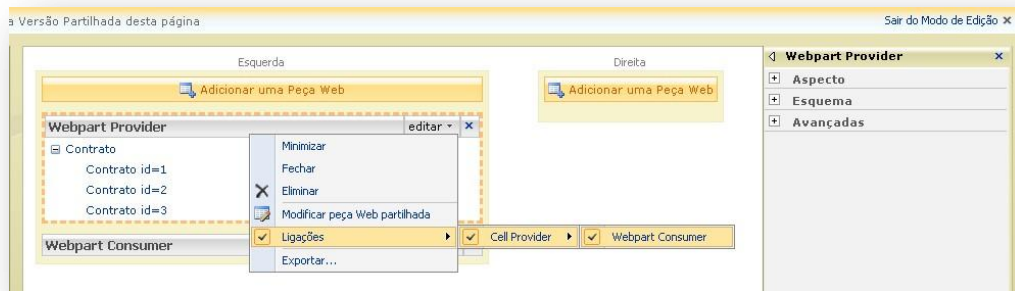 a Versão Partilhada desta página
Sair do Modo de Edição
Esquerda
Adicionar uma Peça Web
Webpart Provider
editar
Contrato
Contrato id=1
Contrato id=2
Contrato id=3
Webpart Consumer
Minimizar
Fechar
Eliminar
Modificar peça Web partilhada
Ligações
Exportar...
Cell Provider
Webpart Consumer
Direita
Adicionar uma Peça Web
Webpart Provider
Aspecto
Esquema
Avançadas